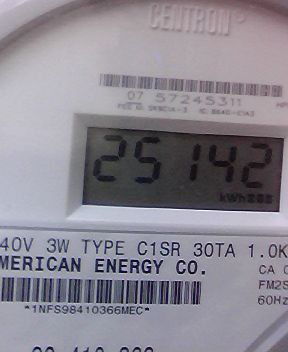 CENTRON®
07 57245311
25142
kWh
40V 3W TYPE C1SR 30TA 1.0K
MERICAN ENERGY CO.
CA 0
FM2S
60Hz
*1NFS98410366MEC*